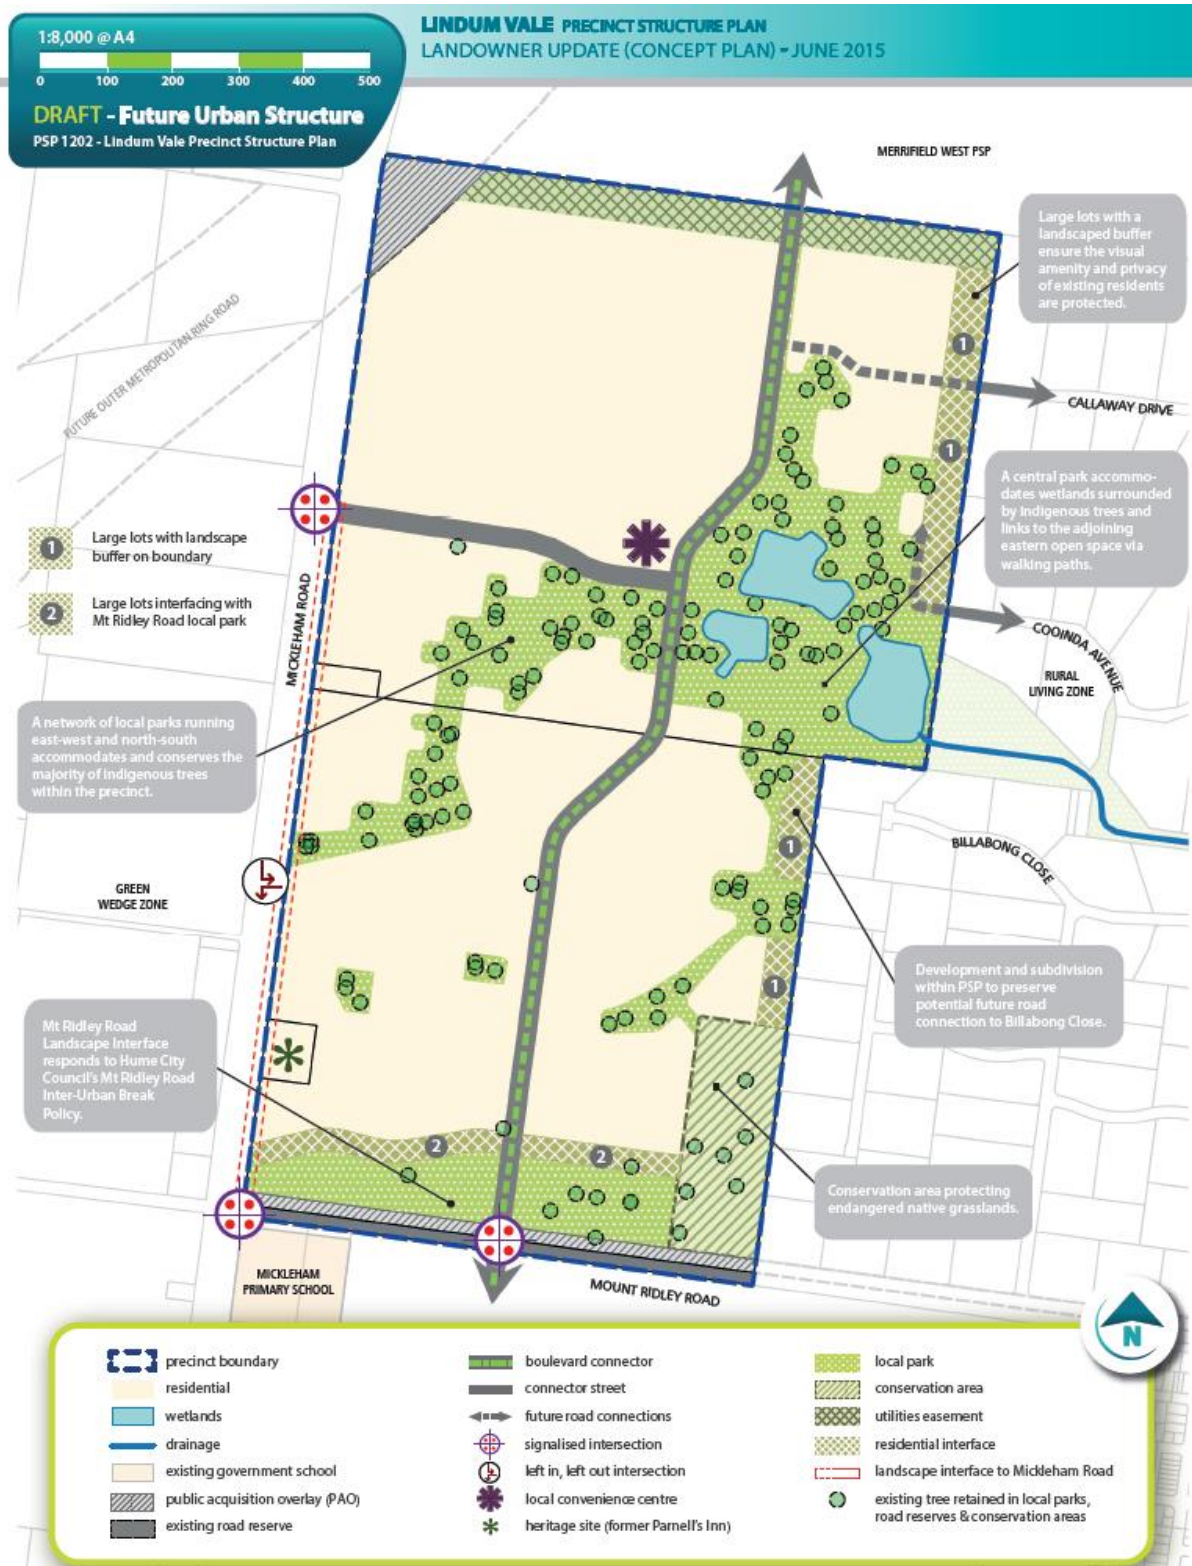 LINDUM VALE PRECINCT STRUCTURE PLAN
LANDOWNER UPDATE (CONCEPT PLAN) - JUNE 2015
1:8,000 @ A4
0 100 200 300 400 500
DRAFT - Future Urban Structure
PSP 1202 - Lindum Vale Precinct Structure Plan
MERRIFIELD WEST PSP
Large lots with a
landscaped buffer
ensure the visual
amenity and privacy
of existing residents
are protected.
FUTURE OUTER METROPOLITAN RING ROAD
1
CALLAWAY DRIVE
1
A central park accommo-
dates wetlands surrounded
by indigenous trees and
links to the adjoining
eastern open space via
walking paths.
1
Large lots with landscape
buffer on boundary
2
Large lots interfacing with
Mt Ridley Road local park
MICKLEHAM ROAD
COOINDA AVENUE
RURAL
LIVING ZONE
A network of local parks running
east-west and north-south
accommodates and conserves the
majority of indigenous trees
within the precinct.
1
BILLABONG CLOSE
GREEN
WEDGE ZONE
1
Development and subdivision
within PSP to preserve
potential future road
connection to Billabong Close.
Mt Ridley Road
Landscape Interface
responds to Hume City
Council's Mt Ridley Road
Inter-Urban Break
Policy.
2
2
Conservation area protecting
endangered native grasslands.
MICKLEHAM
PRIMARY SCHOOL
MOUNT RIDLEY ROAD
N
precinct boundary
residential
wetlands
drainage
existing government school
public acquisition overlay (PAO)
existing road reserve
boulevard connector
connector street
future road connections
signalised intersection
left in, left out intersection
local convenience centre
heritage site (former Parnell's Inn)
local park
conservation area
utilities easement
residential interface
landscape interface to Mickleham Road
existing tree retained in local parks,
road reserves & conservation areas